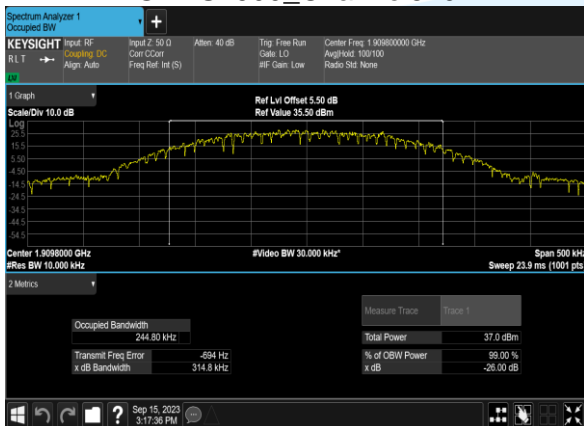 Spectrum Analyzer 1
Occupied BW
+
KEYSIGHT
Input: RF
Coupling: DC
Align: Auto
Input Z: 50 Ω
Corr CCorr
Freq Ref: Int (S)
Atten: 40 dB
Trig: Free Run
Gate: LO
#IF Gain: Low
Center Freq: 1.909800000 GHz
Avg|Hold: 100/100
Radio Std: None
R L T
1 Graph
Scale/Div 10.0 dB
Ref Lvl Offset 5.50 dB
Ref Value 35.50 dBm
Log
25.5
15.5
5.50
-4.50
-14.5
-24.5
-34.5
-44.5
-54.5
Center 1.9098000 GHz
#Video BW 30.000 kHz*
Span 500 kHz
#Res BW 10.000 kHz
Sweep 23.9 ms (1001 pts
2 Metrics
Measure Trace
Trace 1
Occupied Bandwidth
244.80 kHz
Total Power
37.0 dBm
Transmit Freq Error
-694 Hz
% of OBW Power
99.00 %
x dB Bandwidth
314.8 kHz
x dB
-26.00 dB
?
Sep 15, 2023
3:17:36 PM